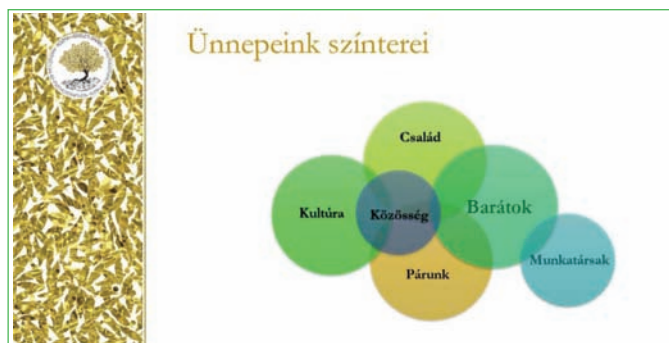 Ünnepeink színterei
Család
Kultúra
Közösség
Barátok
Párunk
Munkatársak